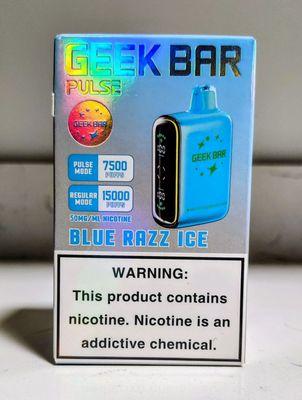 GEEK BAR
PULSE
GEEK BAR
GEEK BAR
PULSE MODE 7500 PUFFS
REGULAR MODE 15000 PUFFS
50MG/ML NICOTINE
BLUE RAZZ ICE
WARNING:
This product contains
nicotine. Nicotine is an
addictive chemical.